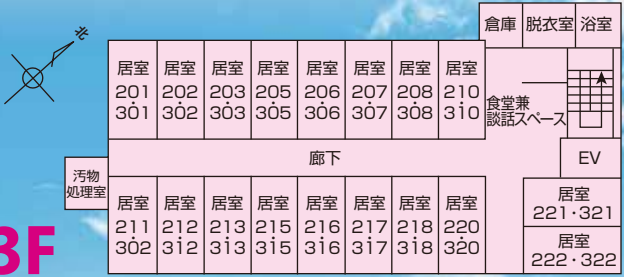 北
倉庫 脱衣室 浴室
居室 居室 居室 居室 居室 居室 居室 居室
201・301 202・302 203・303 205・305 206・306 207・307 208・308 210・310
食堂兼
談話スペース
廊下
EV
汚物
処理室
居室 居室 居室 居室 居室 居室 居室 居室
211・302 212・312 213・313 215・315 216・316 217・317 218・318 220・320
居室
221・321
居室
222・322
3F